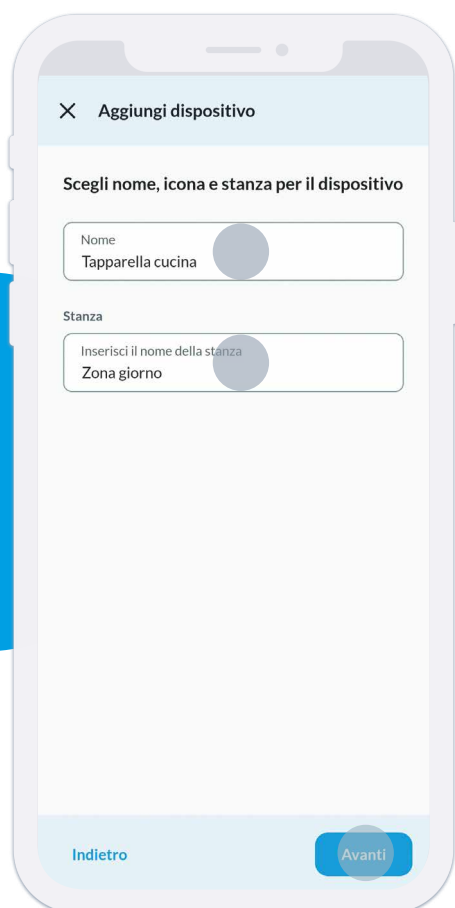 Aggiungi dispositivo
Scegli nome, icona e stanza per il dispositivo
Nome
Tapparella cucina
Stanza
Inserisci il nome della stanza
Zona giorno
Indietro
Avanti